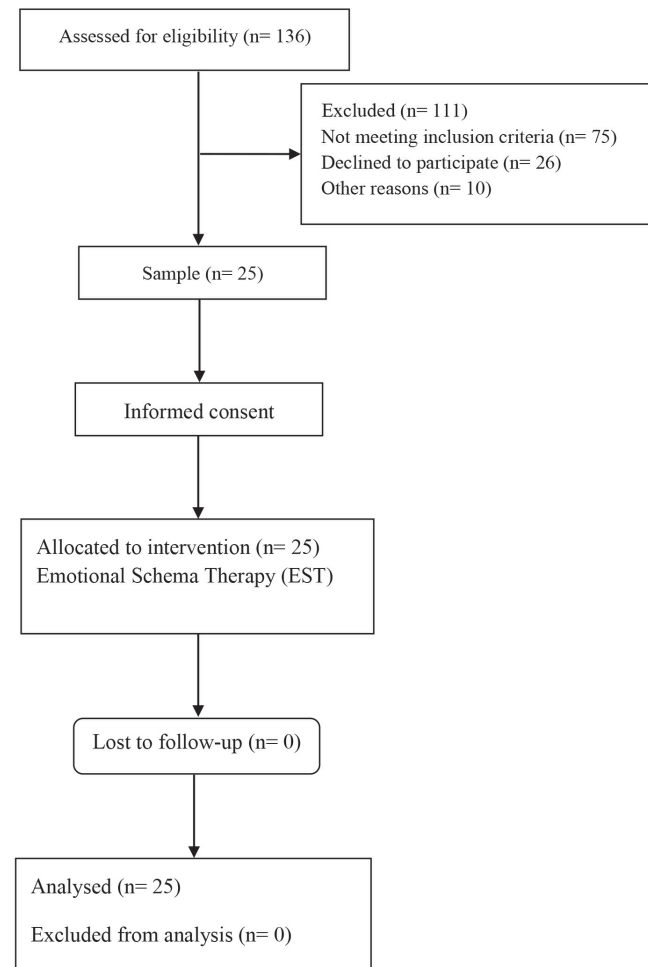 Assessed for eligibility (n= 136)
Excluded (n= 111)
Not meeting inclusion criteria (n= 75)
Declined to participate (n= 26)
Other reasons (n= 10)
Sample (n= 25)
Informed consent
Allocated to intervention (n= 25)
Emotional Schema Therapy (EST)
Lost to follow-up (n= 0)
Analysed (n= 25)
Excluded from analysis (n= 0)